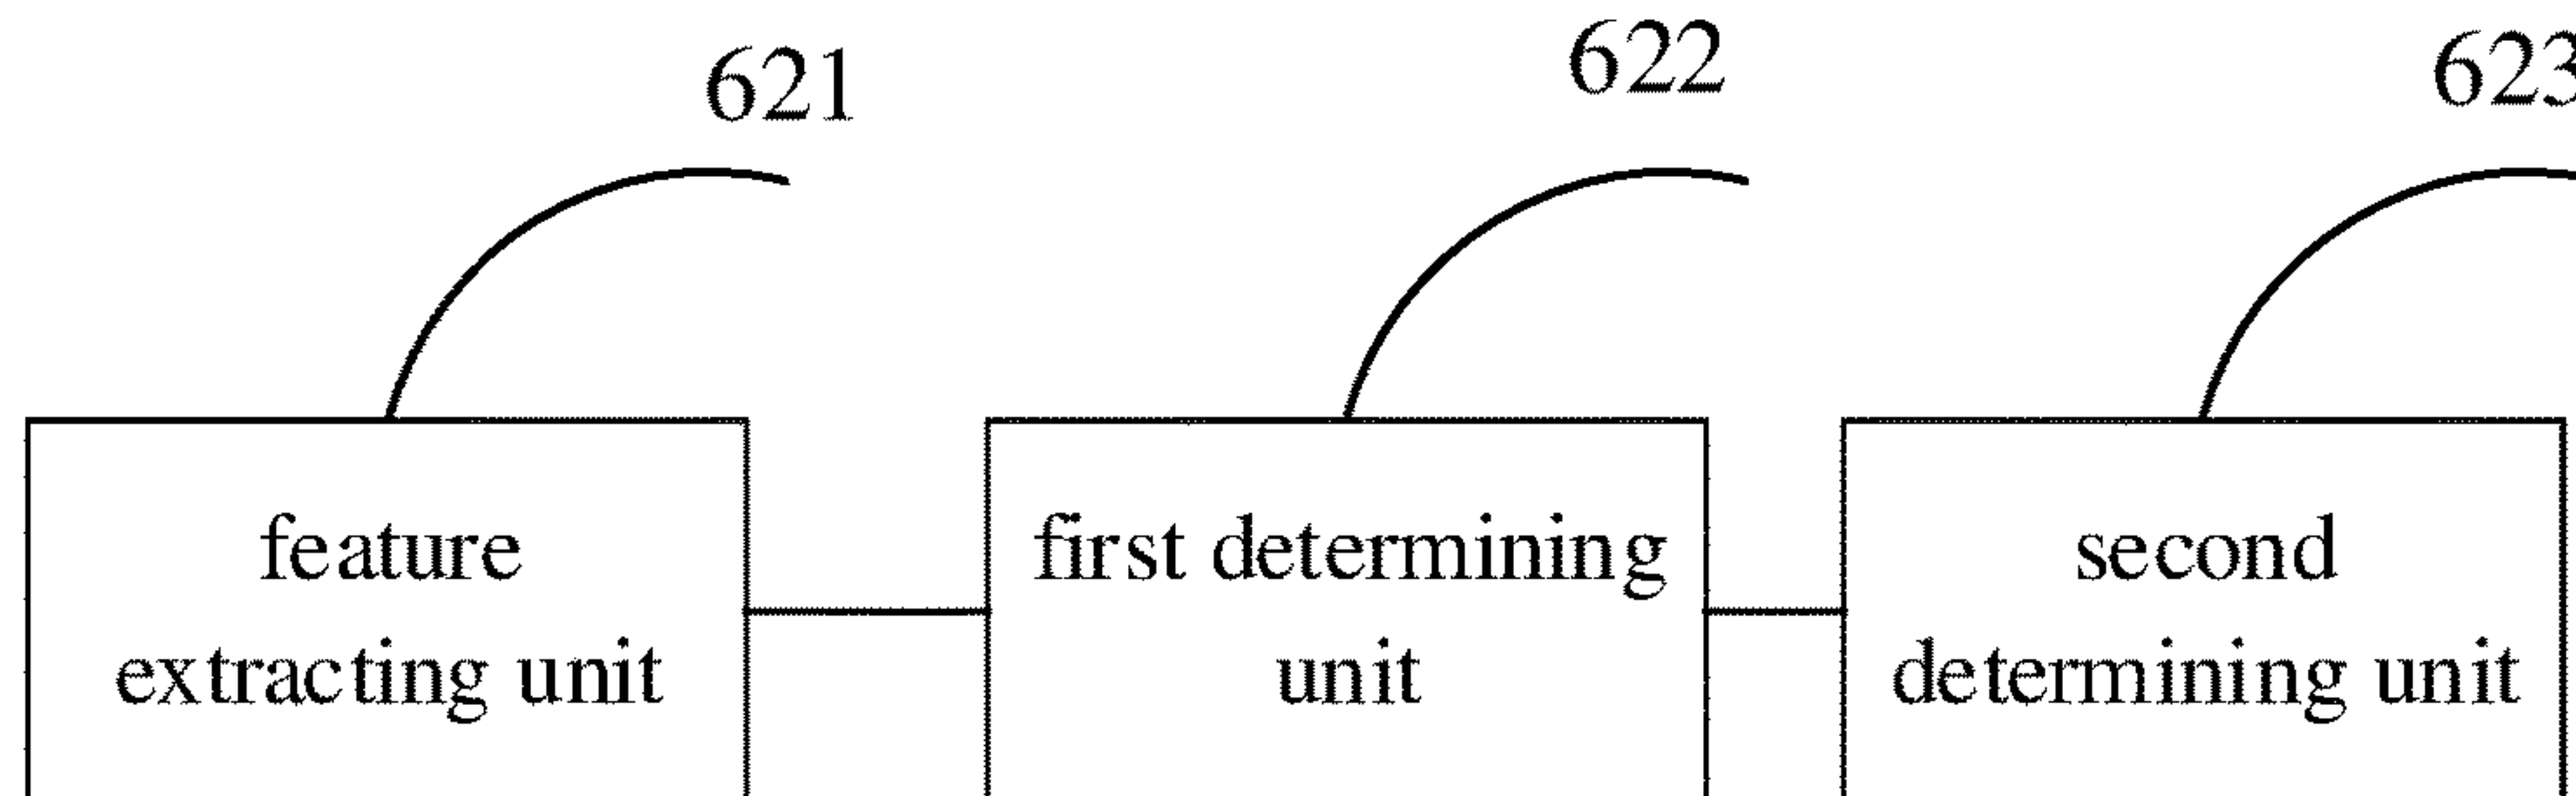 621
622
623
feature
extracting unit
first determining
unit
second
determining unit